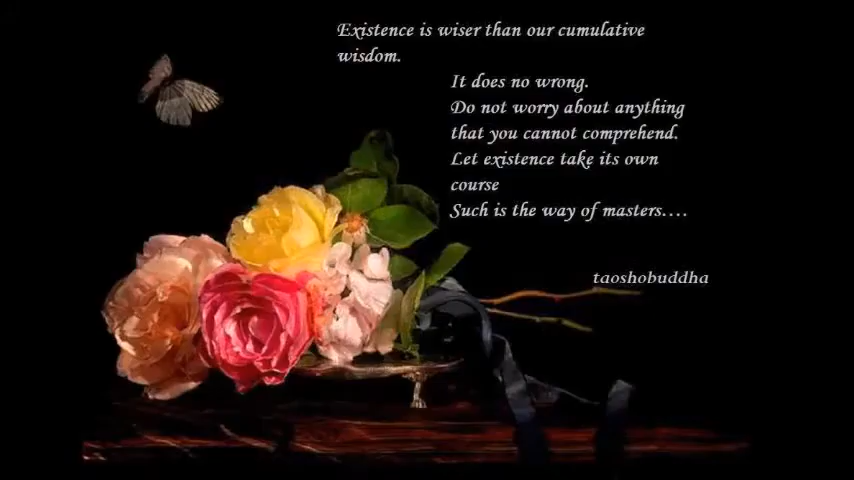 Existence is wiser than our cumulative
wisdom.
It does no wrong.
Do not worry about anything
that you cannot comprehend.
Let existence take its own
course
Such is the way of masters….
taoshobuddha